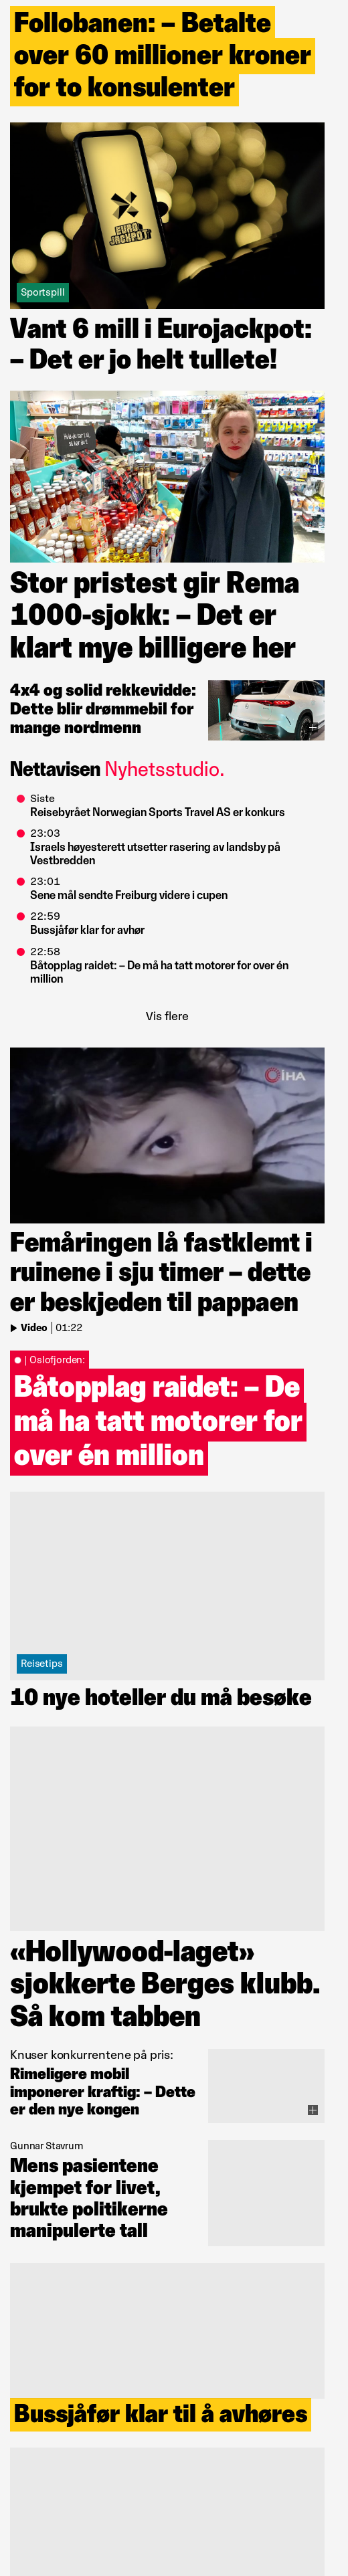 Follobanen: – Betalte
over 60 millioner kroner
for to konsulenter
EURO
JACKPOT
Sportspill
Vant 6 mill i Eurojackpot:
– Det er jo helt tullete!
Stor pristest gir Rema
1000-sjokk: – Det er
klart mye billigere her
4x4 og solid rekkevidde:
Dette blir drømmebil for
mange nordmenn
Nettavisen Nyhetsstudio.
Siste
Reisebyrået Norwegian Sports Travel AS er konkurs
23:03
Israels høyesterett utsetter rasering av landsby på
Vestbredden
23:01
Sene mål sendte Freiburg videre i cupen
22:59
Bussjåfør klar for avhør
22:58
Båtopplag raidet: – De må ha tatt motorer for over én
million
Vis flere
İHA
Femåringen lå fastklemt i
ruinene i sju timer – dette
er beskjeden til pappaen
Video | 01:22
| Oslofjorden:
Båtopplag raidet: – De
må ha tatt motorer for
over én million
Reisetips
10 nye hoteller du må besøke
«Hollywood-laget»
sjokkerte Berges klubb.
Så kom tabben
Knuser konkurrentene på pris:
Rimeligere mobil
imponerer kraftig: – Dette
er den nye kongen
Gunnar Stavrum
Mens pasientene
kjempet for livet,
brukte politikerne
manipulerte tall
Bussjåfør klar til å avhøres